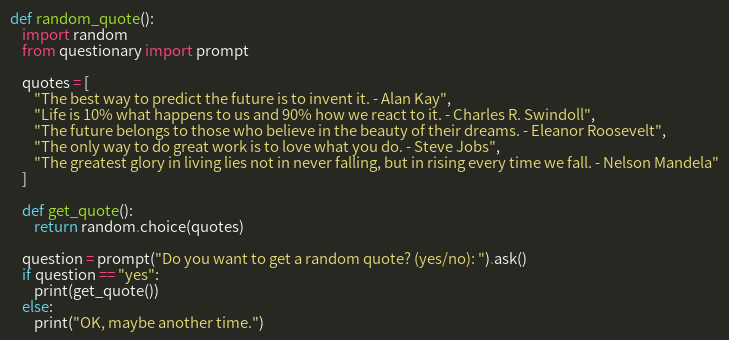 def random_quote():
    import random
    from questionary import prompt

    quotes = [
        "The best way to predict the future is to invent it. - Alan Kay",
        "Life is 10% what happens to us and 90% how we react to it. - Charles R. Swindoll",
        "The future belongs to those who believe in the beauty of their dreams. - Eleanor Roosevelt",
        "The only way to do great work is to love what you do. - Steve Jobs",
        "The greatest glory in living lies not in never falling, but in rising every time we fall. - Nelson Mandela"
    ]

    def get_quote():
        return random.choice(quotes)

    question = prompt("Do you want to get a random quote? (yes/no): ").ask()
    if question == "yes":
        print(get_quote())
    else:
        print("OK, maybe another time.")